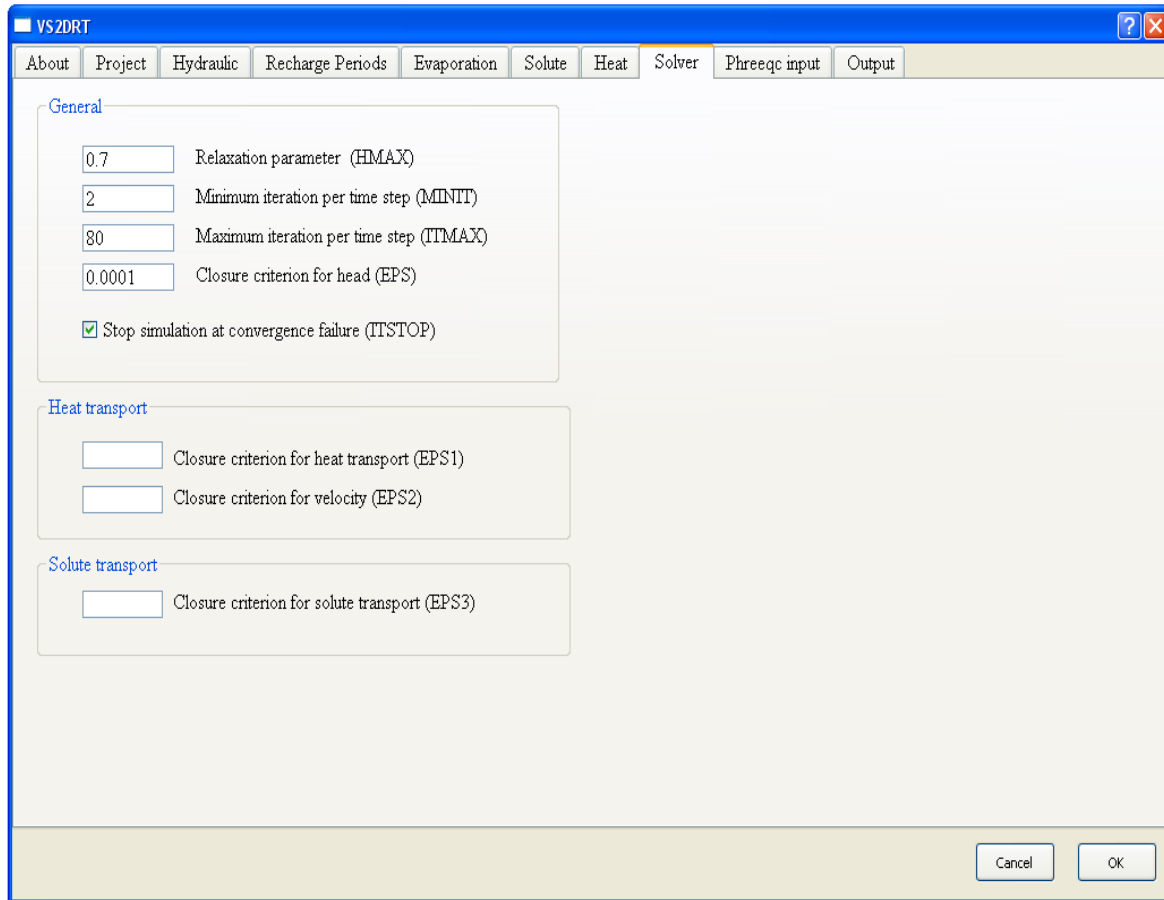 VS2DRT
About Project Hydraulic Recharge Periods Evaporation Solute Heat Solver Phreeqc input Output
General
0.7 Relaxation parameter (HMAX)
2 Minimum iteration per time step (MINIT)
80 Maximum iteration per time step (ITMAX)
0.0001 Closure criterion for head (EPS)
Stop simulation at convergence failure (ITSTOP)
Heat transport
Closure criterion for heat transport (EPS1)
Closure criterion for velocity (EPS2)
Solute transport
Closure criterion for solute transport (EPS3)
Cancel OK